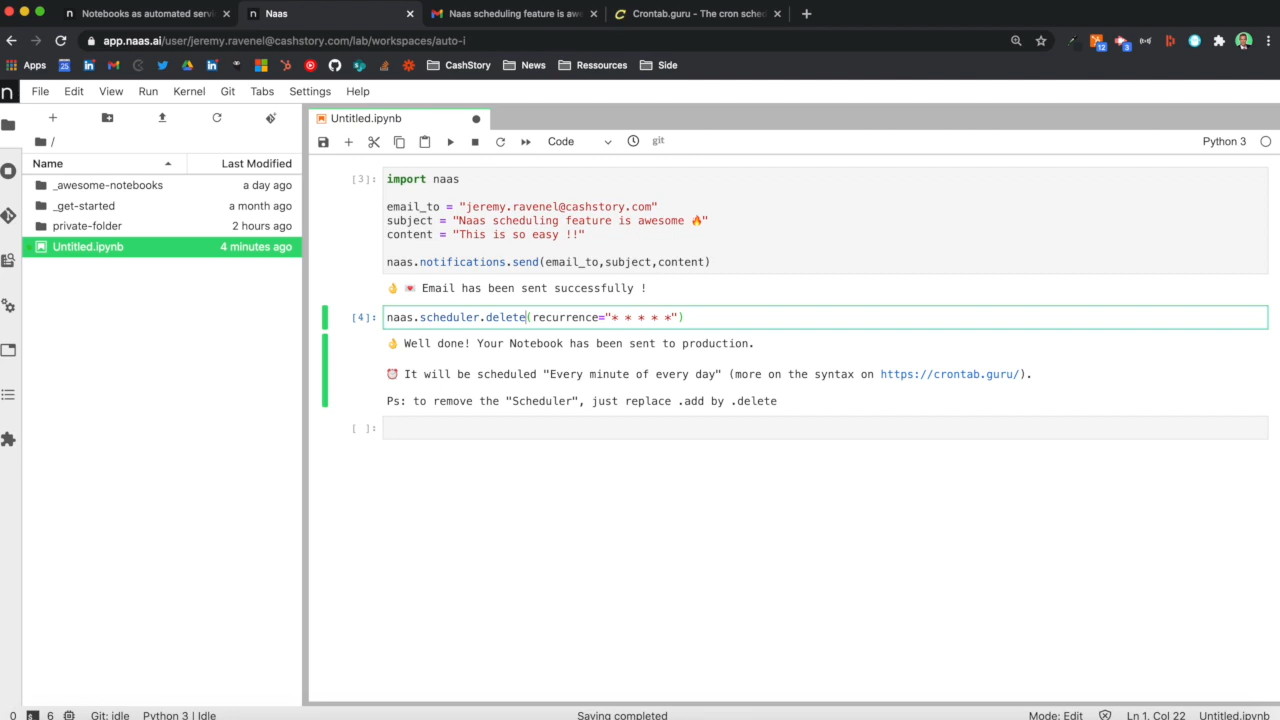 Notebooks as automated servi
Naas
Naas scheduling feature is awe
Crontab.guru - The cron sched
app.naas.ai/user/jeremy.ravenel@cashstory.com/lab/workspaces/auto-i
12
3
Apps
CashStory
News
Ressources
Side
n
File Edit View Run Kernel Git Tabs Settings Help
Untitled.ipynb
/
Code
git
Python 3
Name
Last Modified
_awesome-notebooks
a day ago
_get-started
a month ago
private-folder
2 hours ago
Untitled.ipynb
4 minutes ago
[3]:
import naas
email_to = "jeremy.ravenel@cashstory.com"
subject = "Naas scheduling feature is awesome 🔥"
content = "This is so easy !!"
naas.notifications.send(email_to,subject,content)
👌 💌 Email has been sent successfully !
[4]:
naas.scheduler.delete(recurrence="* * * * *")
👌 Well done! Your Notebook has been sent to production.
⏰ It will be scheduled "Every minute of every day" (more on the syntax on https://crontab.guru/).
Ps: to remove the "Scheduler", just replace .add by .delete
[ ]:
0
6
Git: idle
Python 3 | Idle
Saving completed
Mode: Edit
Ln 1, Col 22
Untitled.ipynb